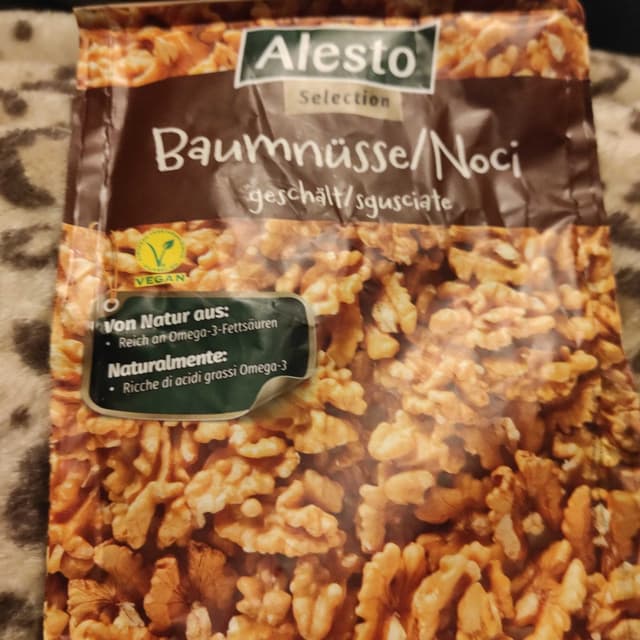 Alesto
Selection
Baumnüsse/Noci
geschält/sgusciate
VEGAN
Von Natur aus:
• Reich an Omega-3-Fettsäuren
Naturalmente:
• Ricche di acidi grassi Omega-3